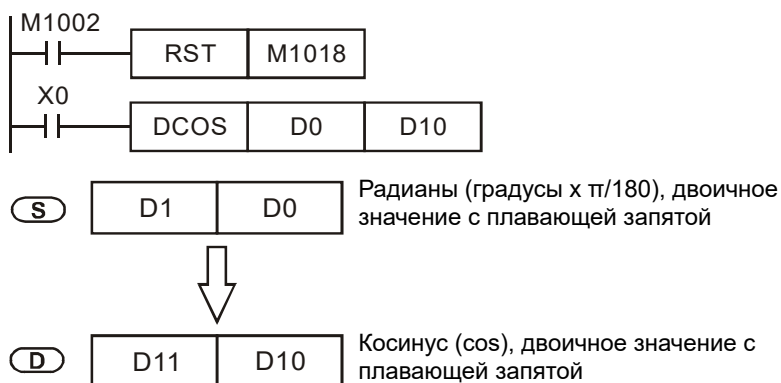 M1002
RST M1018
X0
DCOS D0 D10
S D1 D0 Радианы (градусы x π/180), двоичное
значение с плавающей запятой
D D11 D10 Косинус (cos), двоичное значение с
плавающей запятой